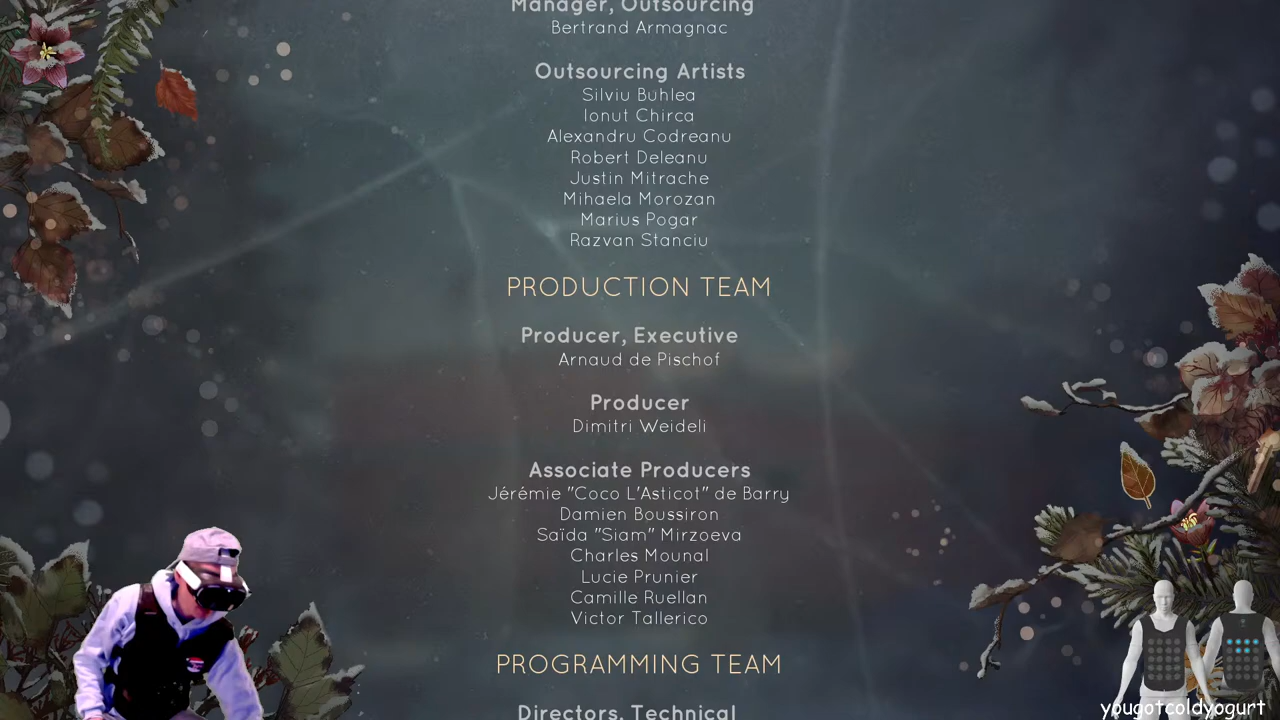 Manager, Outsourcing
Bertrand Armagnac
Outsourcing Artists
Silviu Buhlea
Ionut Chirca
Alexandru Codreanu
Robert Deleanu
Justin Mitrache
Mihaela Morozan
Marius Pogar
Razvan Stanciu
PRODUCTION TEAM
Producer, Executive
Arnaud de Pischof
Producer
Dimitri Weideli
Associate Producers
Jérémie "Coco L'Asticot" de Barry
Damien Boussiron
Saïda "Siam" Mirzoeva
Charles Mounal
Lucie Prunier
Camille Ruellan
Victor Tallerico
PROGRAMMING TEAM
Directors, Technical
yougotcoldyogurt